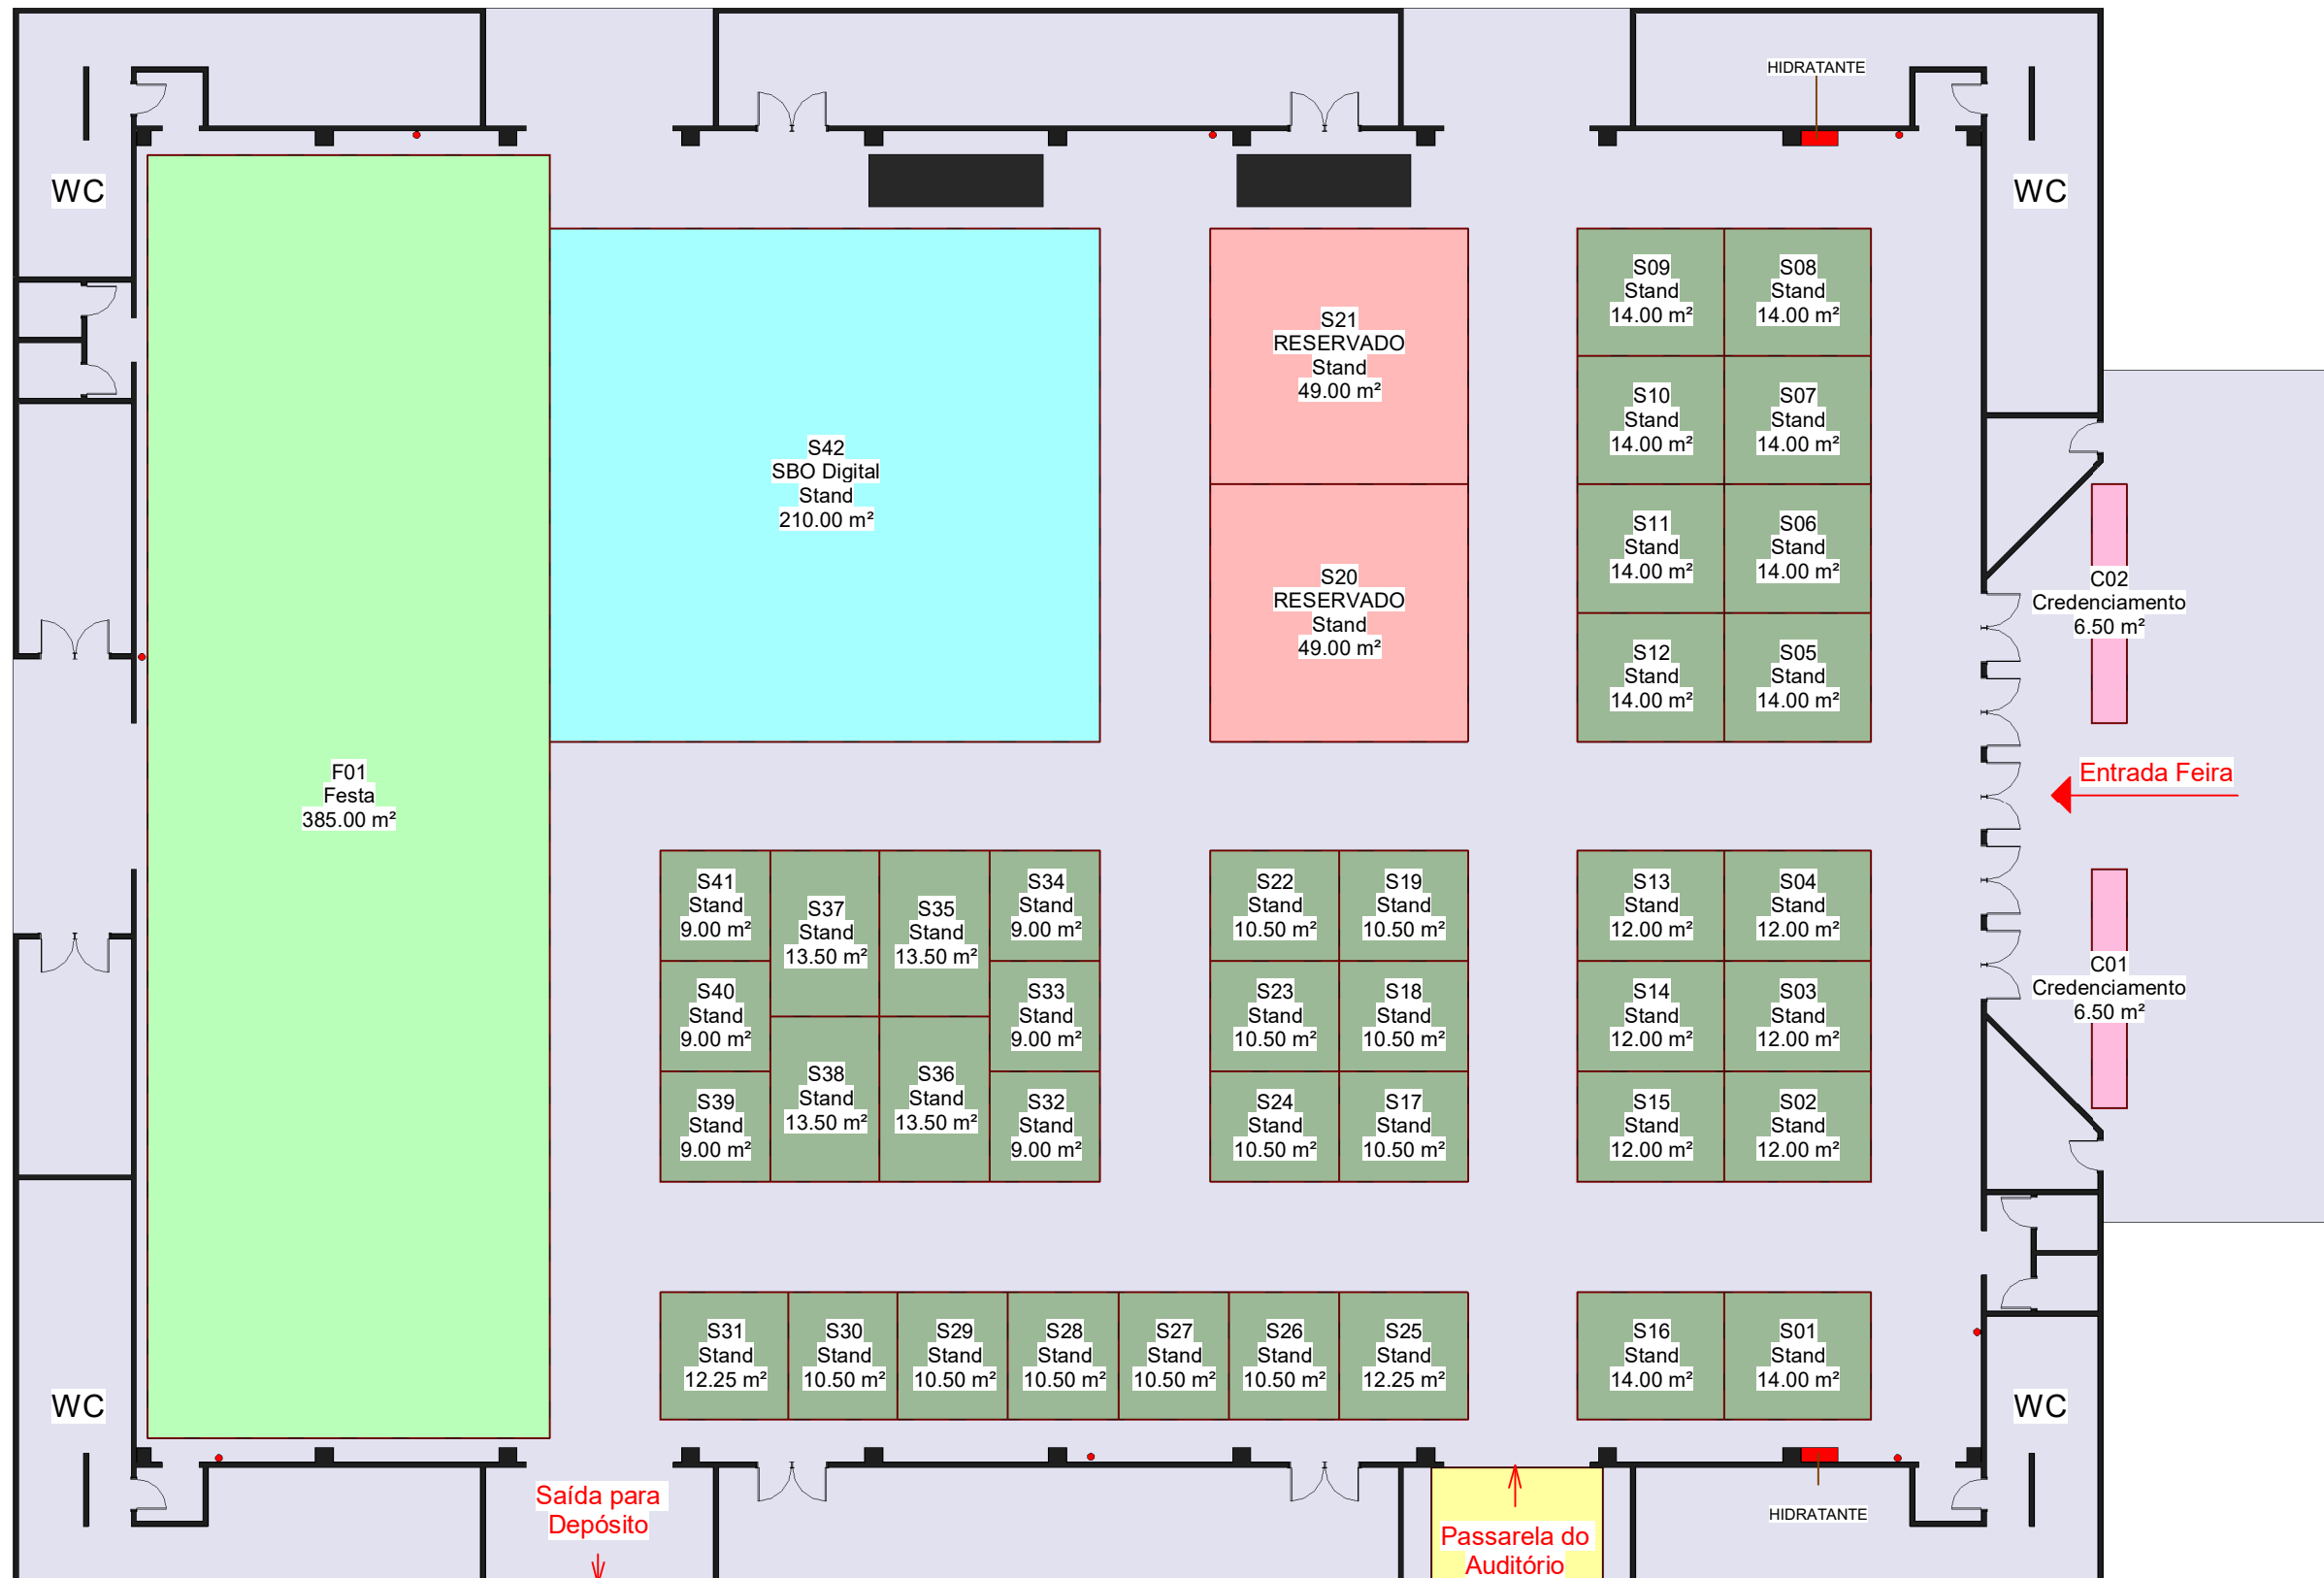 HIDRATANTE
WC
WC
S09
Stand
14.00 m²
S08
Stand
14.00 m²
S21
RESERVADO
Stand
49.00 m²
S10
Stand
14.00 m²
S07
Stand
14.00 m²
S42
SBO Digital
Stand
210.00 m²
S11
Stand
14.00 m²
S06
Stand
14.00 m²
S20
RESERVADO
Stand
49.00 m²
C02
Credenciamento
6.50 m²
S12
Stand
14.00 m²
S05
Stand
14.00 m²
F01
Festa
385.00 m²
Entrada Feira
S41
Stand
9.00 m²
S37
Stand
13.50 m²
S35
Stand
13.50 m²
S34
Stand
9.00 m²
S22
Stand
10.50 m²
S19
Stand
10.50 m²
S13
Stand
12.00 m²
S04
Stand
12.00 m²
S40
Stand
9.00 m²
S33
Stand
9.00 m²
S23
Stand
10.50 m²
S18
Stand
10.50 m²
S14
Stand
12.00 m²
S03
Stand
12.00 m²
C01
Credenciamento
6.50 m²
S39
Stand
9.00 m²
S38
Stand
13.50 m²
S36
Stand
13.50 m²
S32
Stand
9.00 m²
S24
Stand
10.50 m²
S17
Stand
10.50 m²
S15
Stand
12.00 m²
S02
Stand
12.00 m²
S31
Stand
12.25 m²
S30
Stand
10.50 m²
S29
Stand
10.50 m²
S28
Stand
10.50 m²
S27
Stand
10.50 m²
S26
Stand
10.50 m²
S25
Stand
12.25 m²
S16
Stand
14.00 m²
S01
Stand
14.00 m²
WC
WC
Saída para
Depósito
Passarela do
Auditório
HIDRATANTE